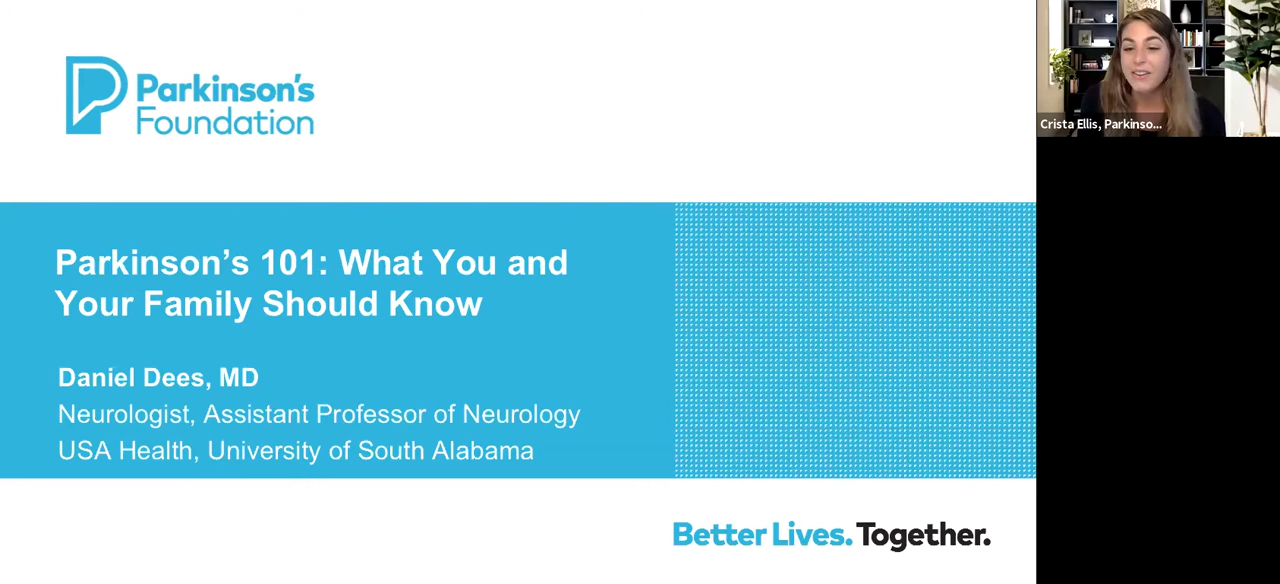 Parkinson's
Foundation
Parkinson’s 101: What You and
Your Family Should Know
Daniel Dees, MD
Neurologist, Assistant Professor of Neurology
USA Health, University of South Alabama
Better Lives. Together.
Crista Ellis, Parkinso...